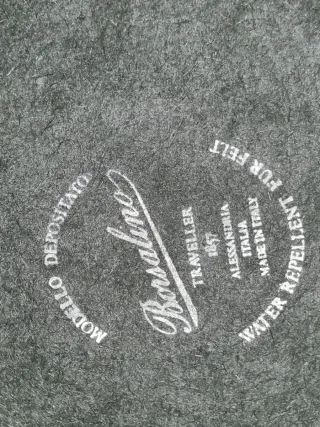 MODELLO DEPOSITATO
Borsalino
TRAVELLER
1857
ALESSANDRIA
ITALIA
MADE IN ITALY
WATER REPELLENT FUR FELT